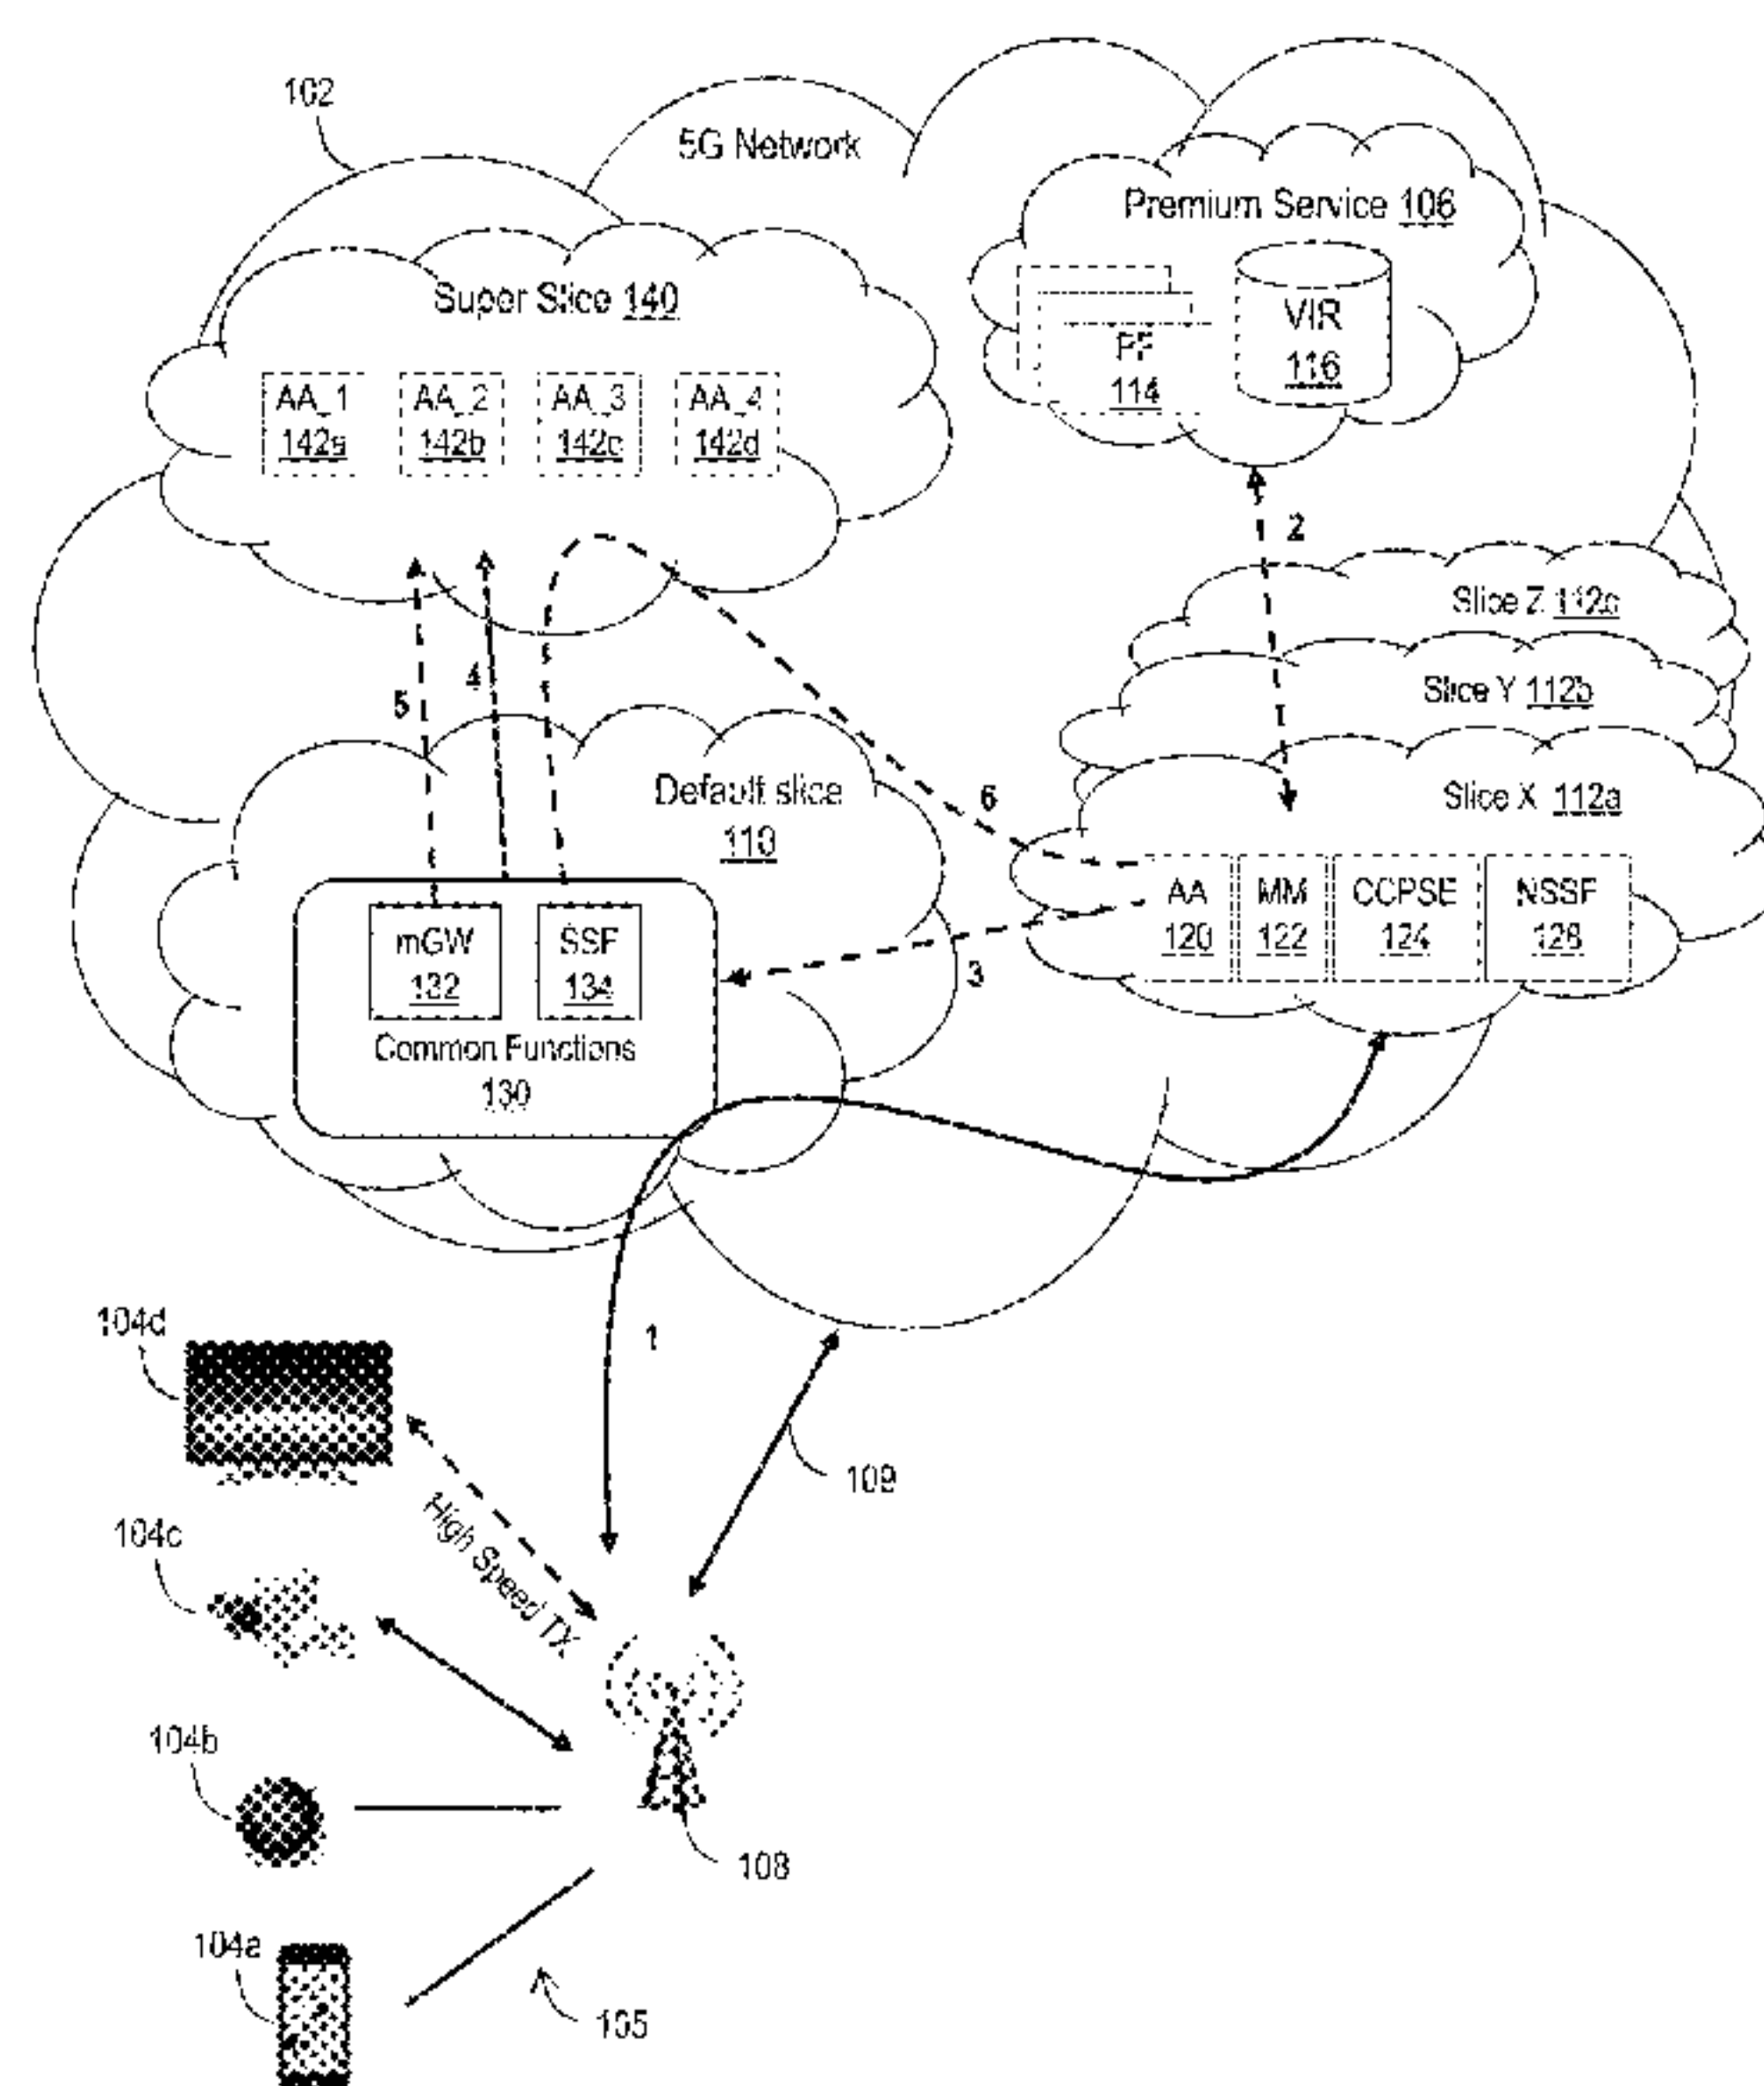 102
5G Network
Premium Service 106
VIR
116
114
Super Slice 140
AA_1
142a
AA_2
142b
AA_3
142c
AA_4
142d
2
Slice Z 112c
Slice Y 112b
Slice X 112a
5
4
6
Default slice
110
AA
120
MM
122
CCPSE
124
NSSF
3
mGW
132
SSF
134
Common Functions
130
104d
1
109
High Speed TX
104c
104b
108
104a
105